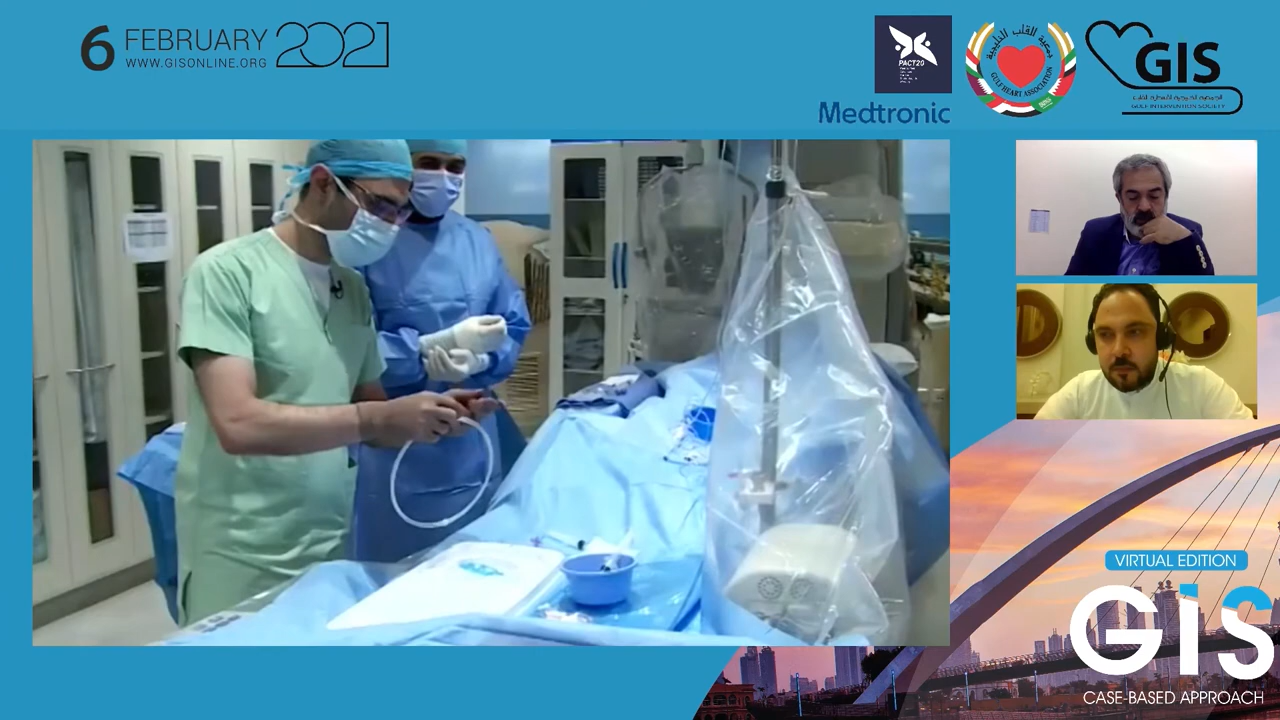 6 FEBRUARY 2021
WWW.GISONLINE.ORG
PACT20
Medtronic
جمعية القلب الخليجية
GULF HEART ASSOCIATION
GIS
GULF INTERVENTION SOCIETY
VIRTUAL EDITION
GIS
CASE-BASED APPROACH